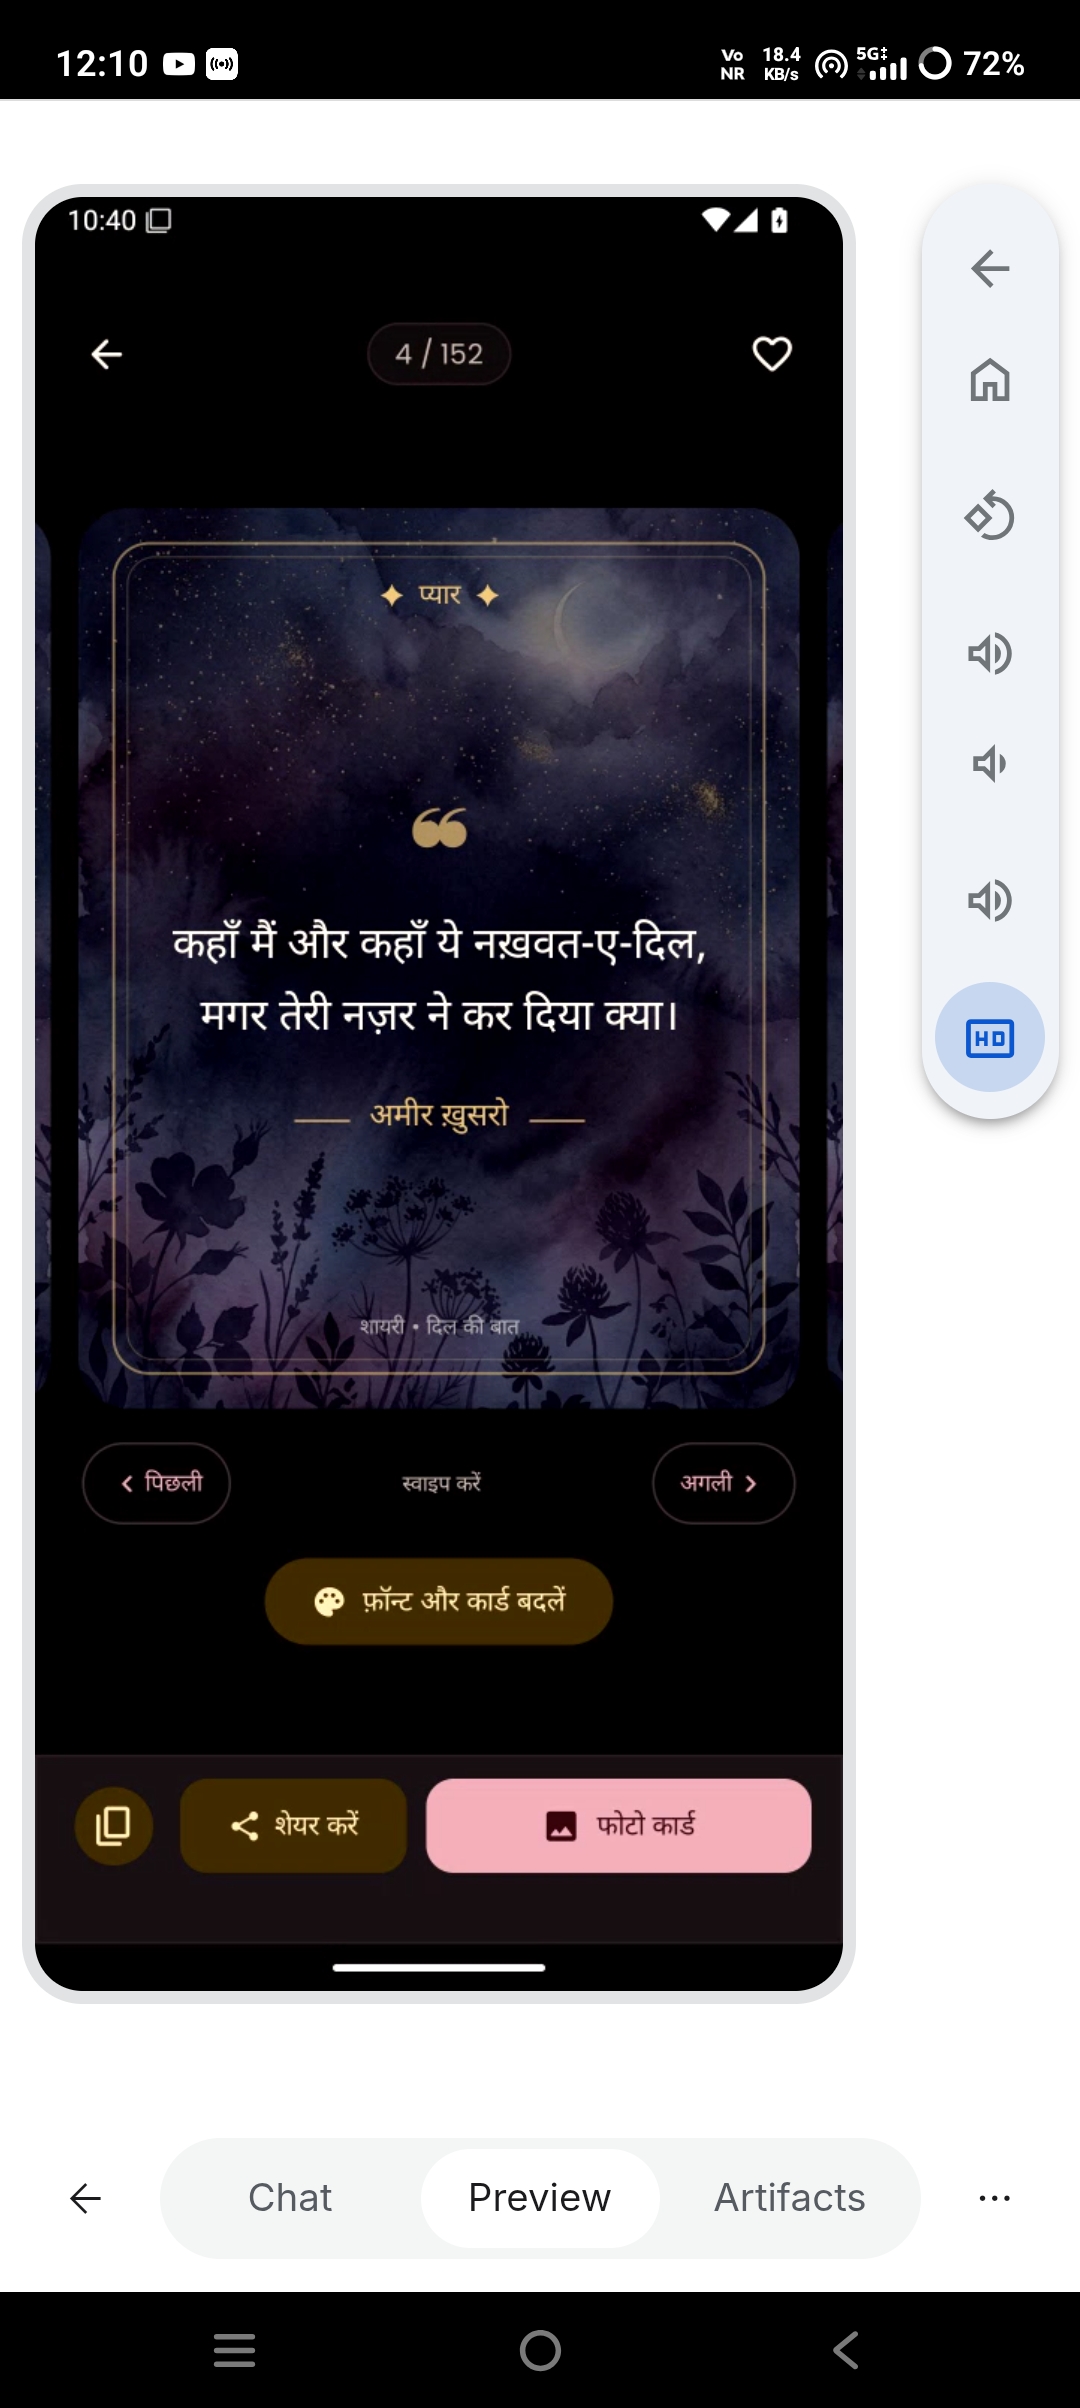 12:10
Vo
NR
18.4
KB/s
5G
72%
10:40
4 / 152
प्यार
कहाँ मैं और कहाँ ये नख़वत-ए-दिल,
मगर तेरी नज़र ने कर दिया क्या।
अमीर ख़ुसरो
शायरी • दिल की बात
पिछली
स्वाइप करें
अगली
फ़ॉन्ट और कार्ड बदलें
शेयर करें
फोटो कार्ड
HD
Chat
Preview
Artifacts